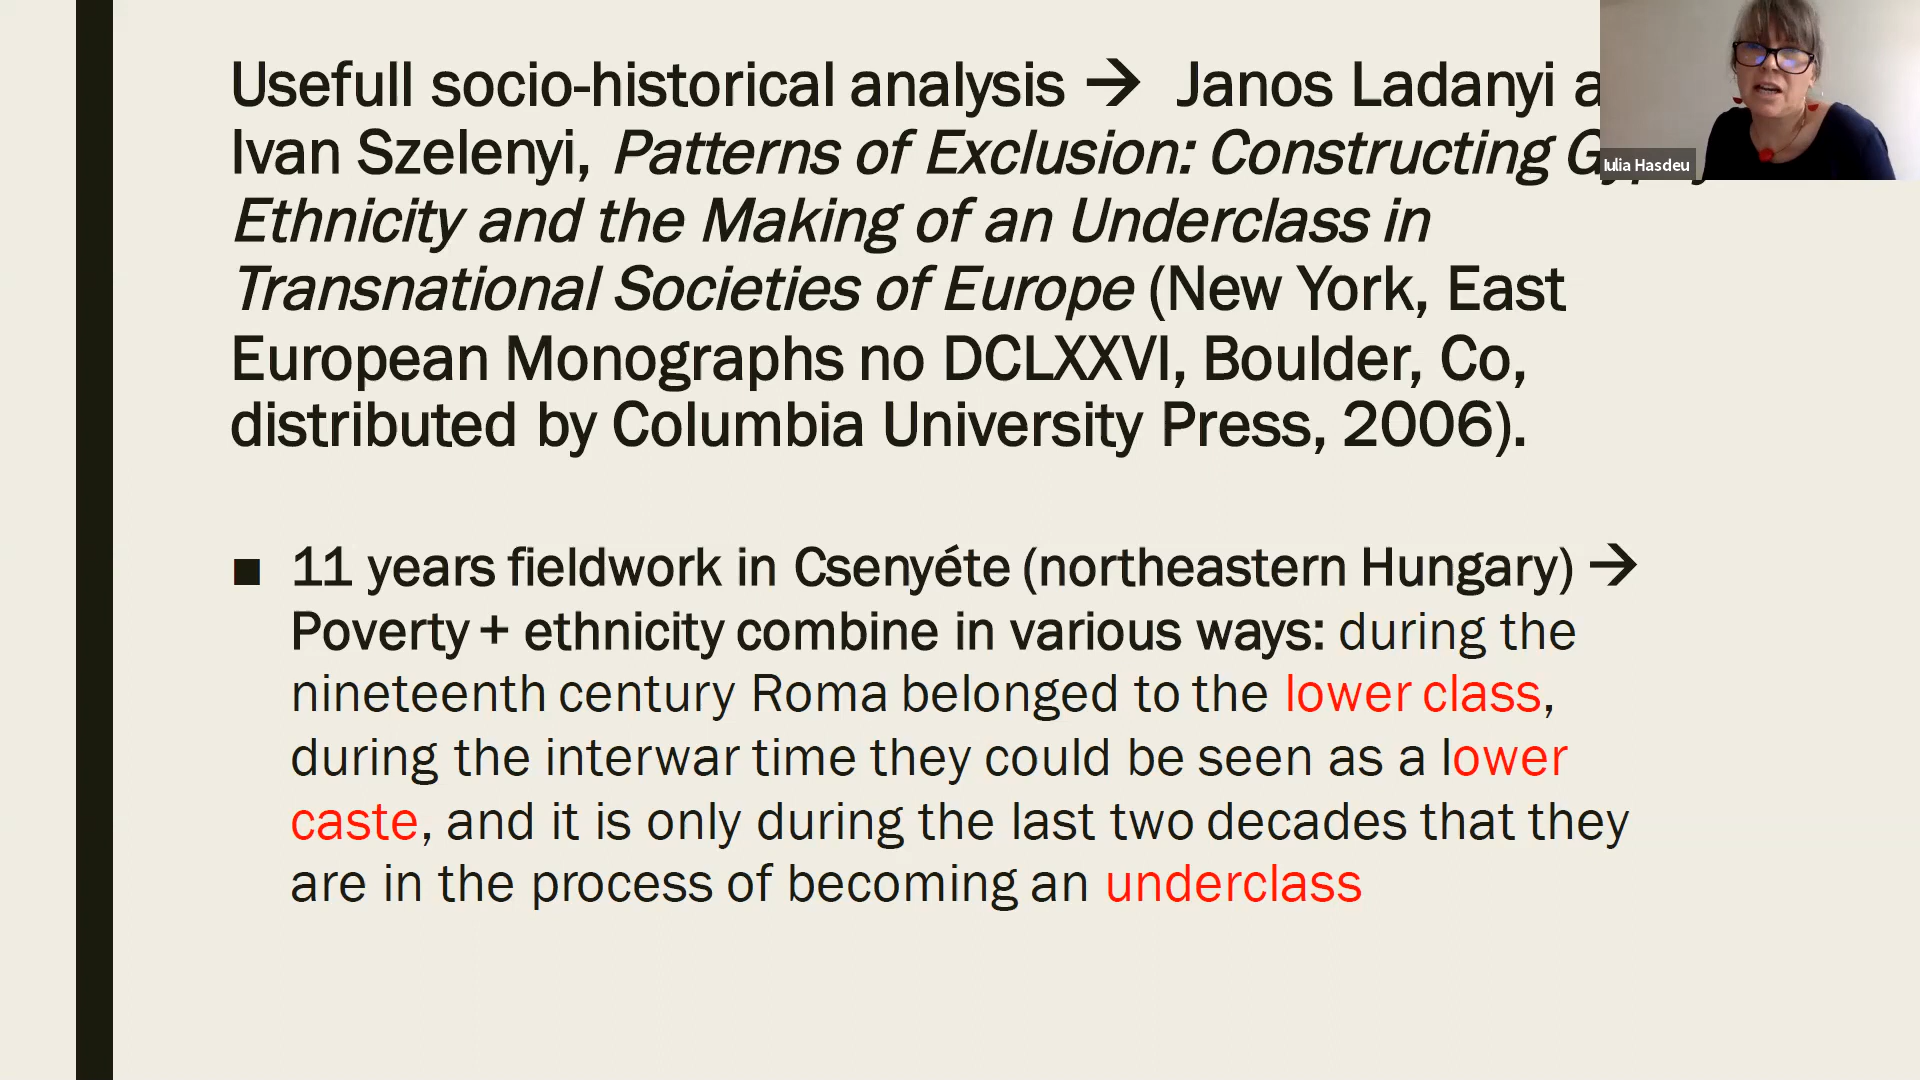 Usefull socio-historical analysis → Janos Ladanyi
Ivan Szelenyi, Patterns of Exclusion: Constructing
Ethnicity and the Making of an Underclass in
Transnational Societies of Europe (New York, East
European Monographs no DCLXXVI, Boulder, Co,
distributed by Columbia University Press, 2006).
Iulia Hasdeu
■ 11 years fieldwork in Csenyéte (northeastern Hungary) →
Poverty + ethnicity combine in various ways: during the
nineteenth century Roma belonged to the lower class,
during the interwar time they could be seen as a lower
caste, and it is only during the last two decades that they
are in the process of becoming an underclass